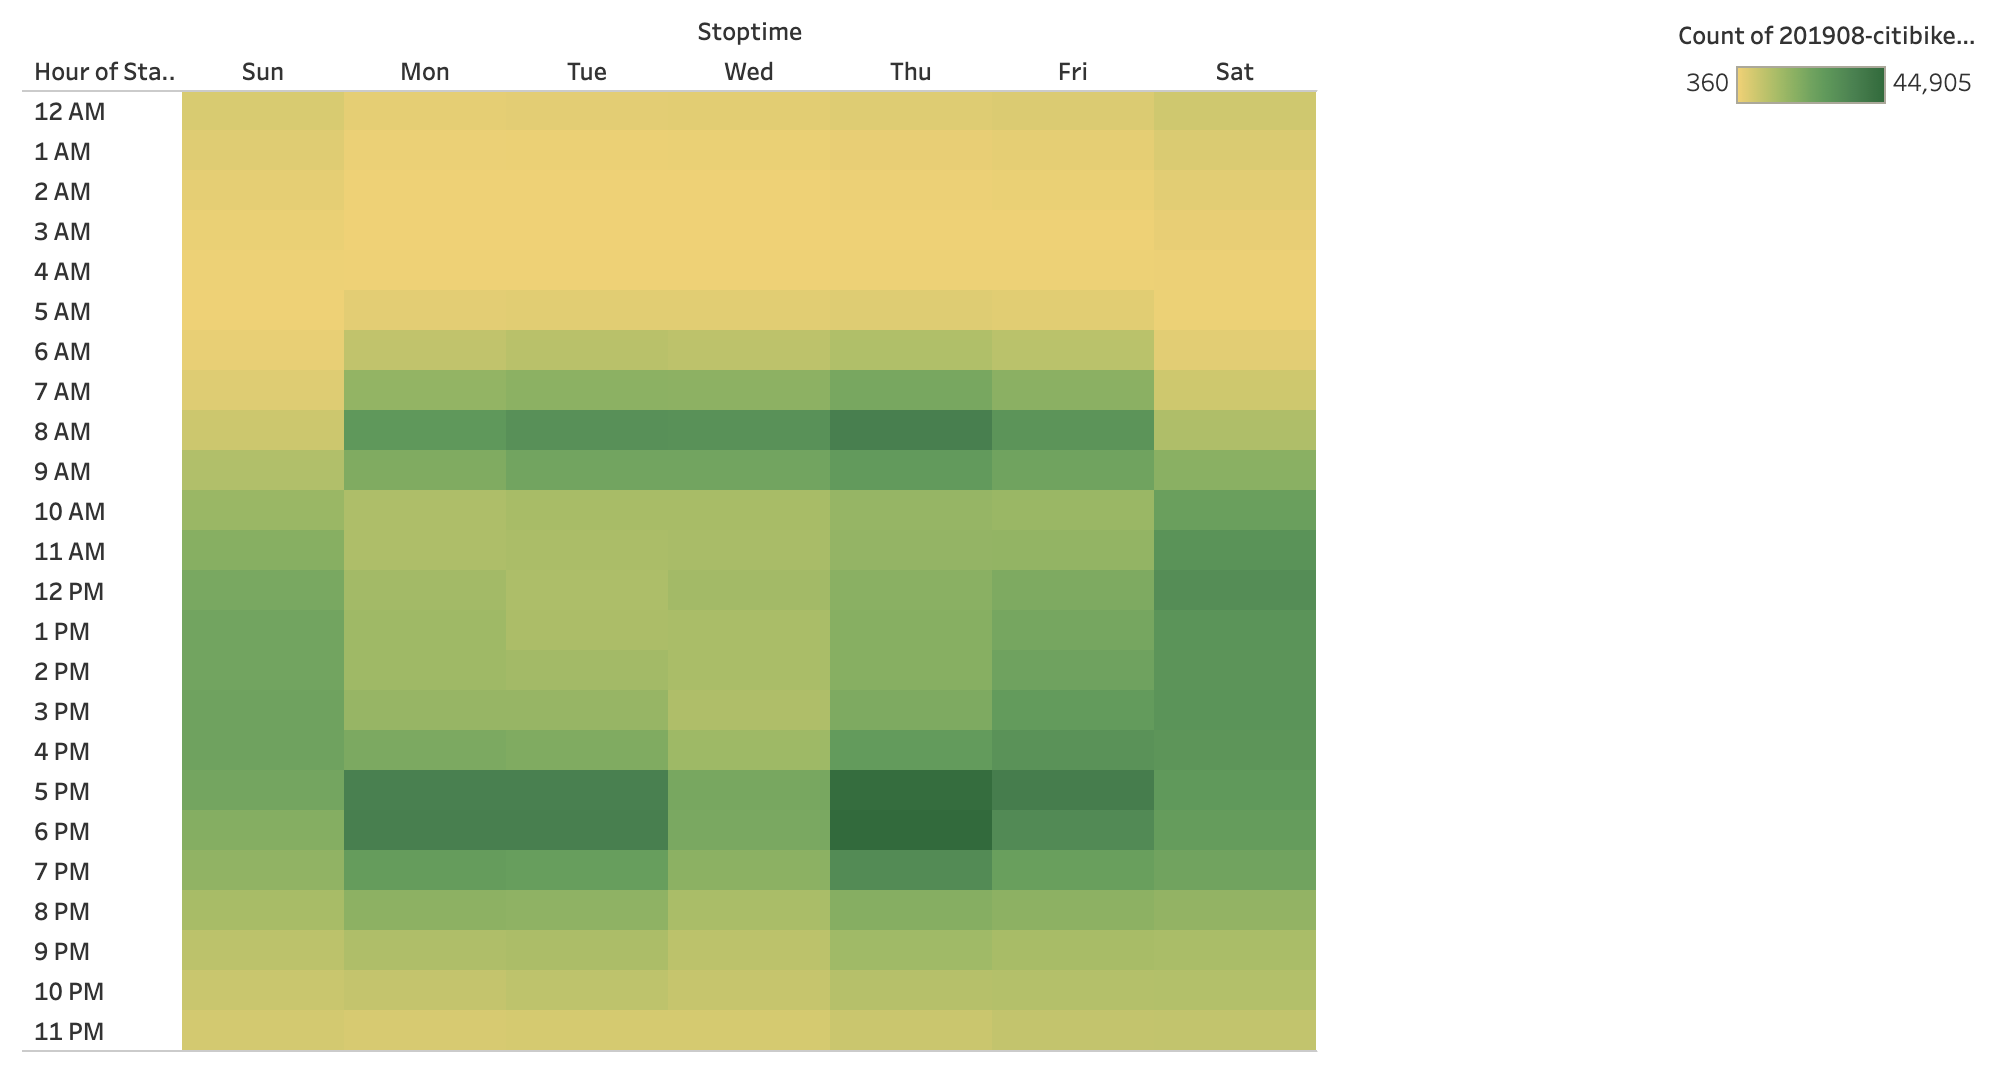 Stoptime
Count of 201908-citibike...
Hour of Sta.. Sun Mon Tue Wed Thu Fri Sat
360 44,905
12 AM
1 AM
2 AM
3 AM
4 AM
5 AM
6 AM
7 AM
8 AM
9 AM
10 AM
11 AM
12 PM
1 PM
2 PM
3 PM
4 PM
5 PM
6 PM
7 PM
8 PM
9 PM
10 PM
11 PM